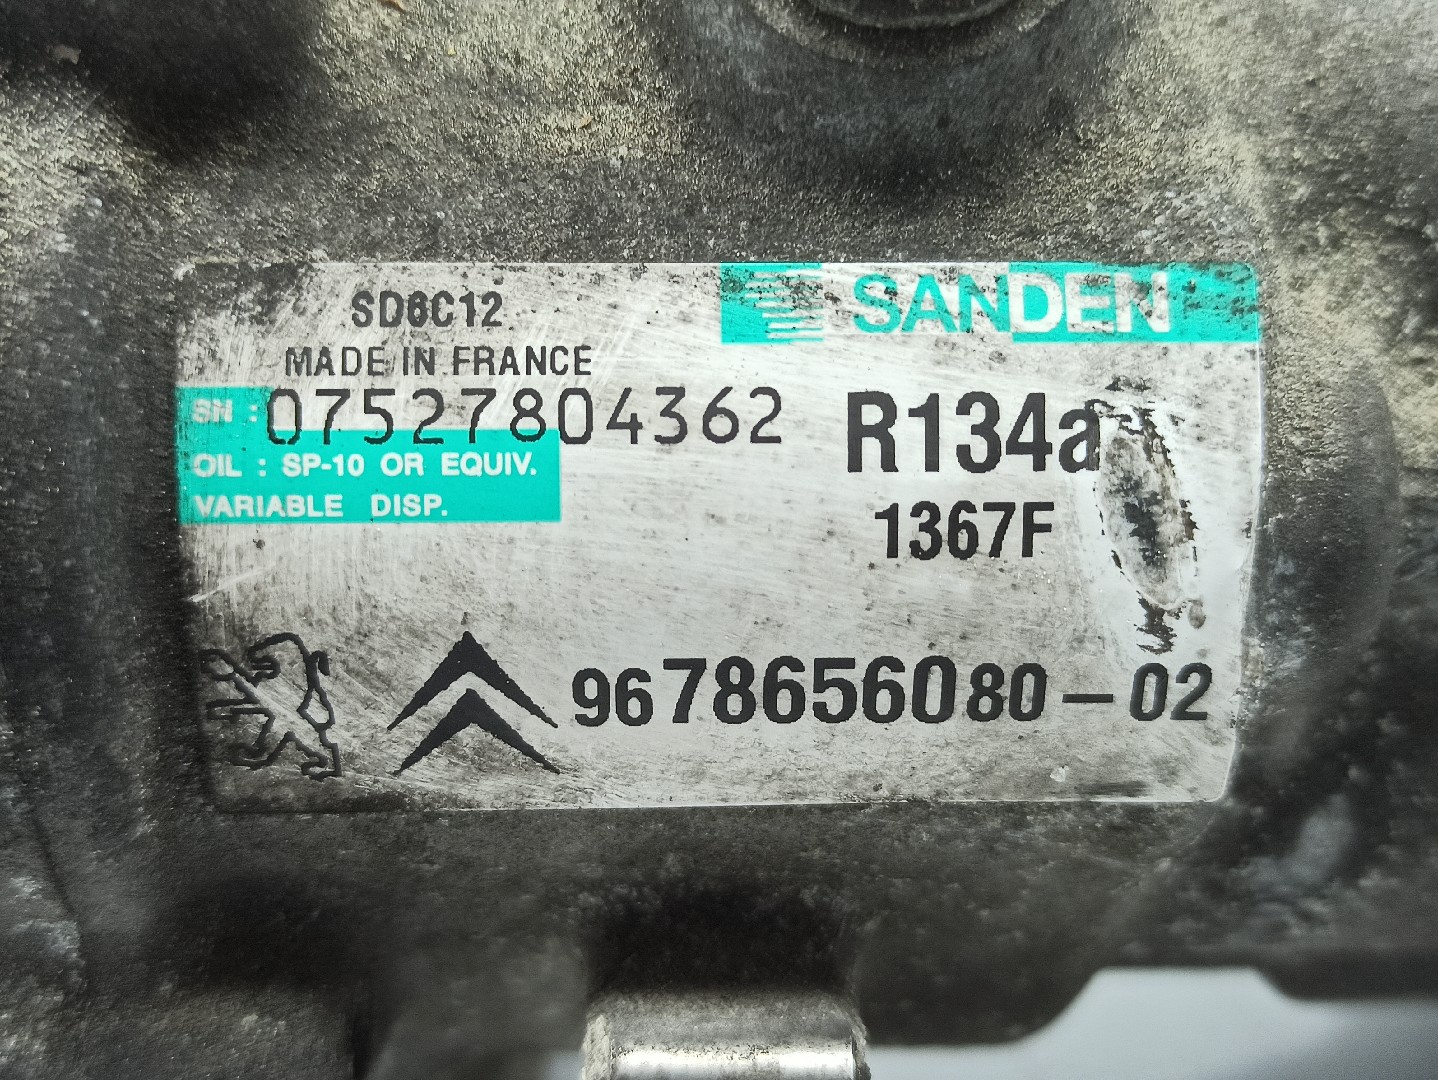 SD6C12
SANDEN
MADE IN FRANCE
SN : 07527804362
R134a
OIL : SP-10 OR EQUIV.
VARIABLE DISP.
1367F
9678656080-02